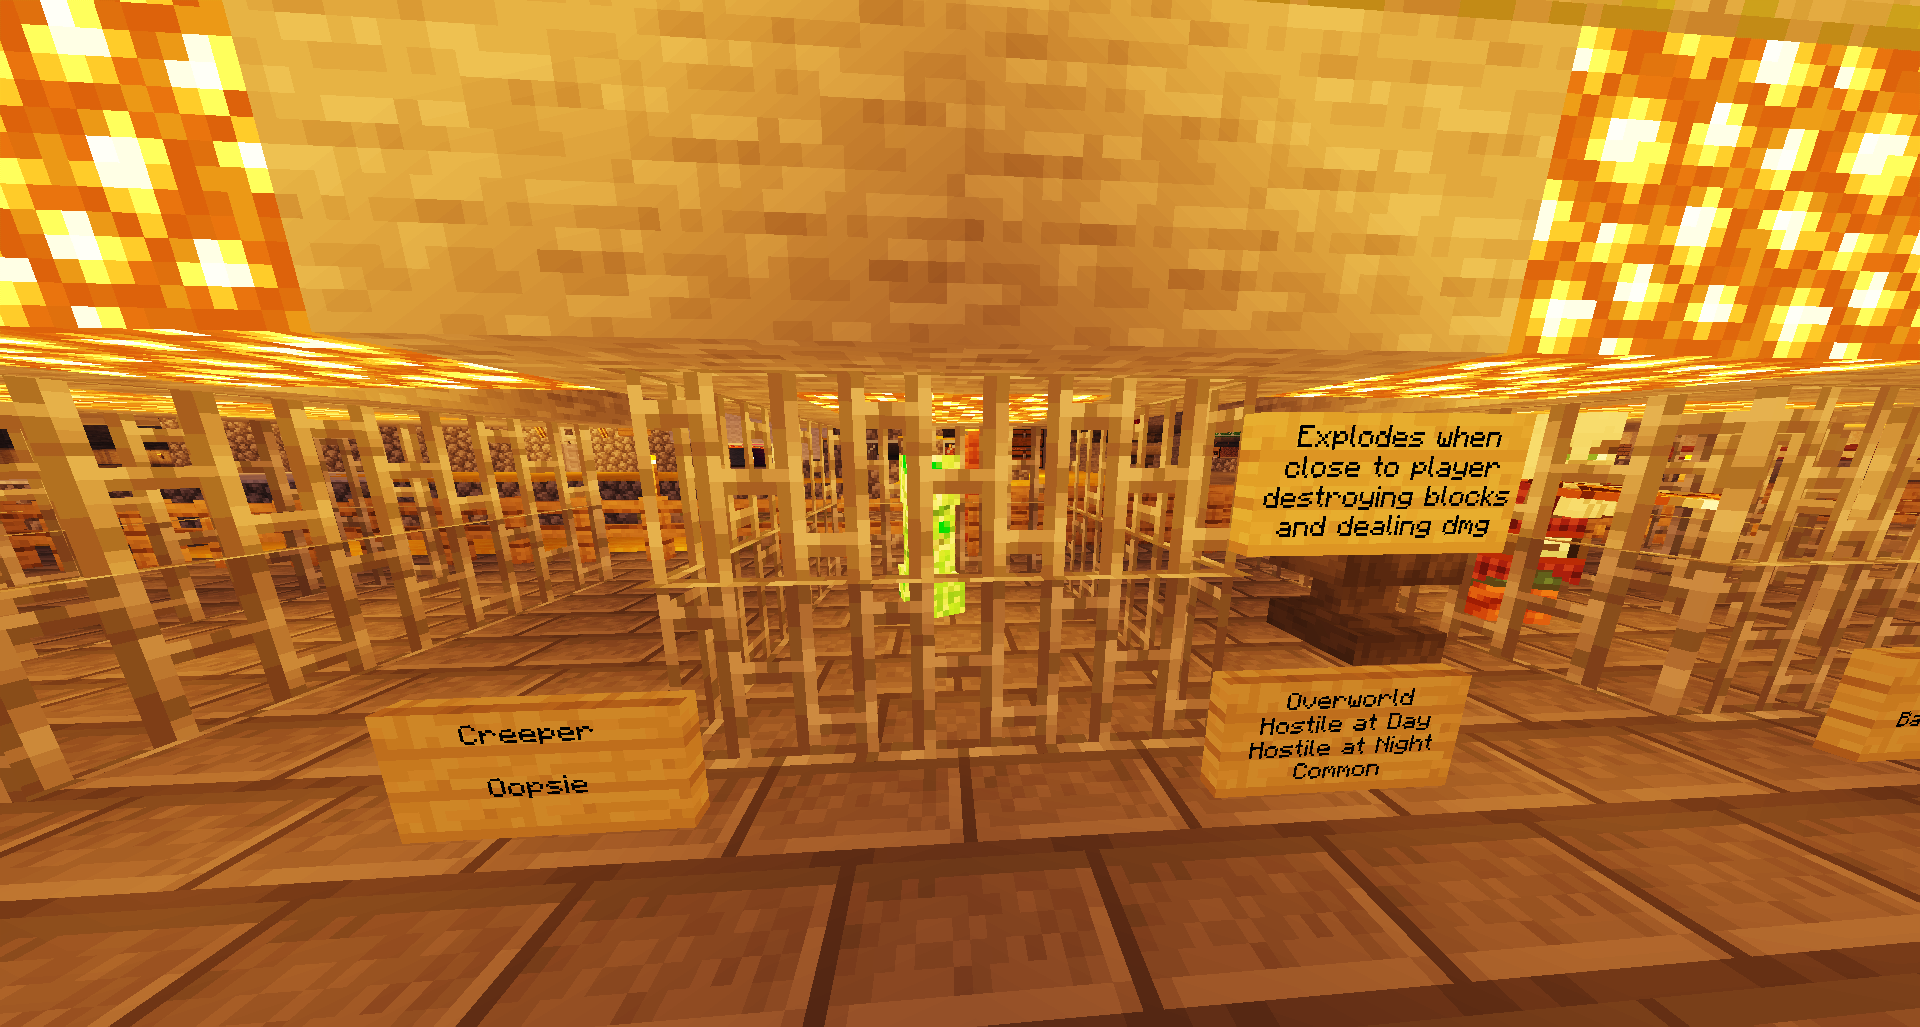 Explodes when
close to player
destroying blocks
and dealing dmg
Creeper
Oopsie
Overworld
Hostile at Day
Hostile at Night
Common